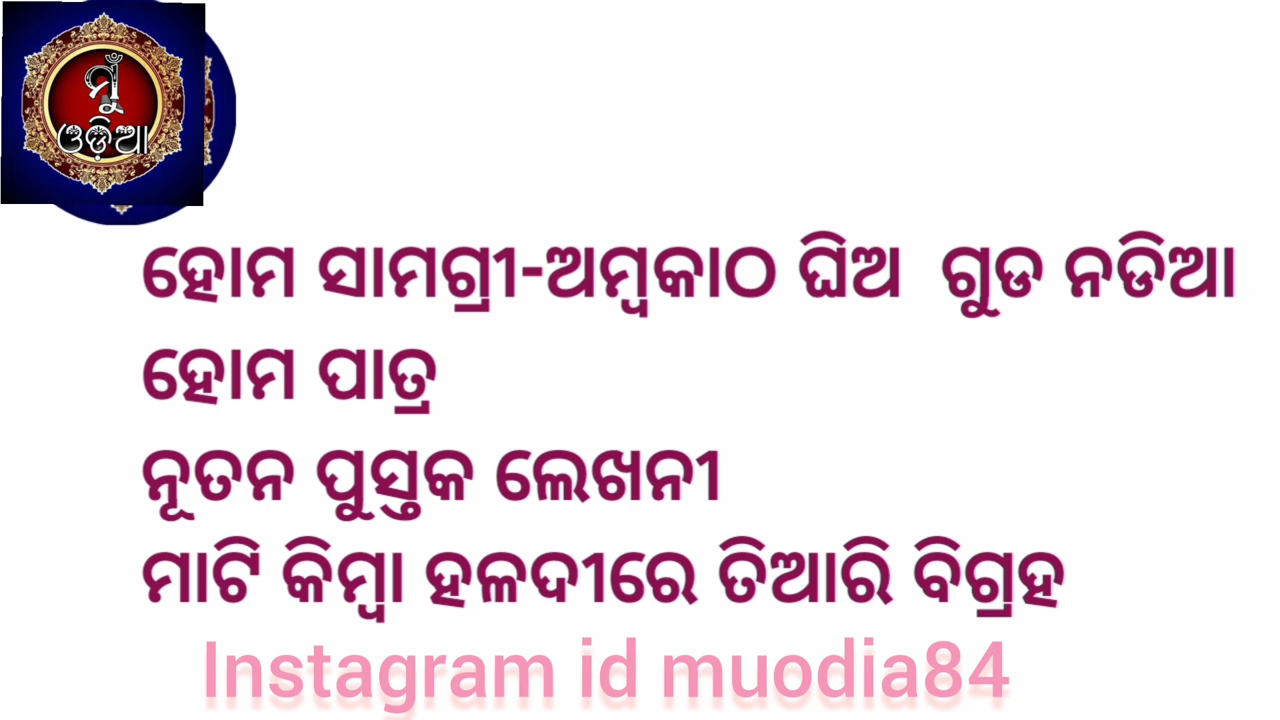 ମୁଁ
ଓଡ଼ିଆ
ହୋମ ସାମଗ୍ରୀ-ଅମ୍ବକାଠ ଘିଅ ଗୁଡ ନଡିଆ
ହୋମ ପାତ୍ର
ନୂତନ ପୁସ୍ତକ ଲେଖନୀ
ମାଟି କିମ୍ବା ହଳଦୀରେ ତିଆରି ବିଗ୍ରହ
Instagram id muodia84